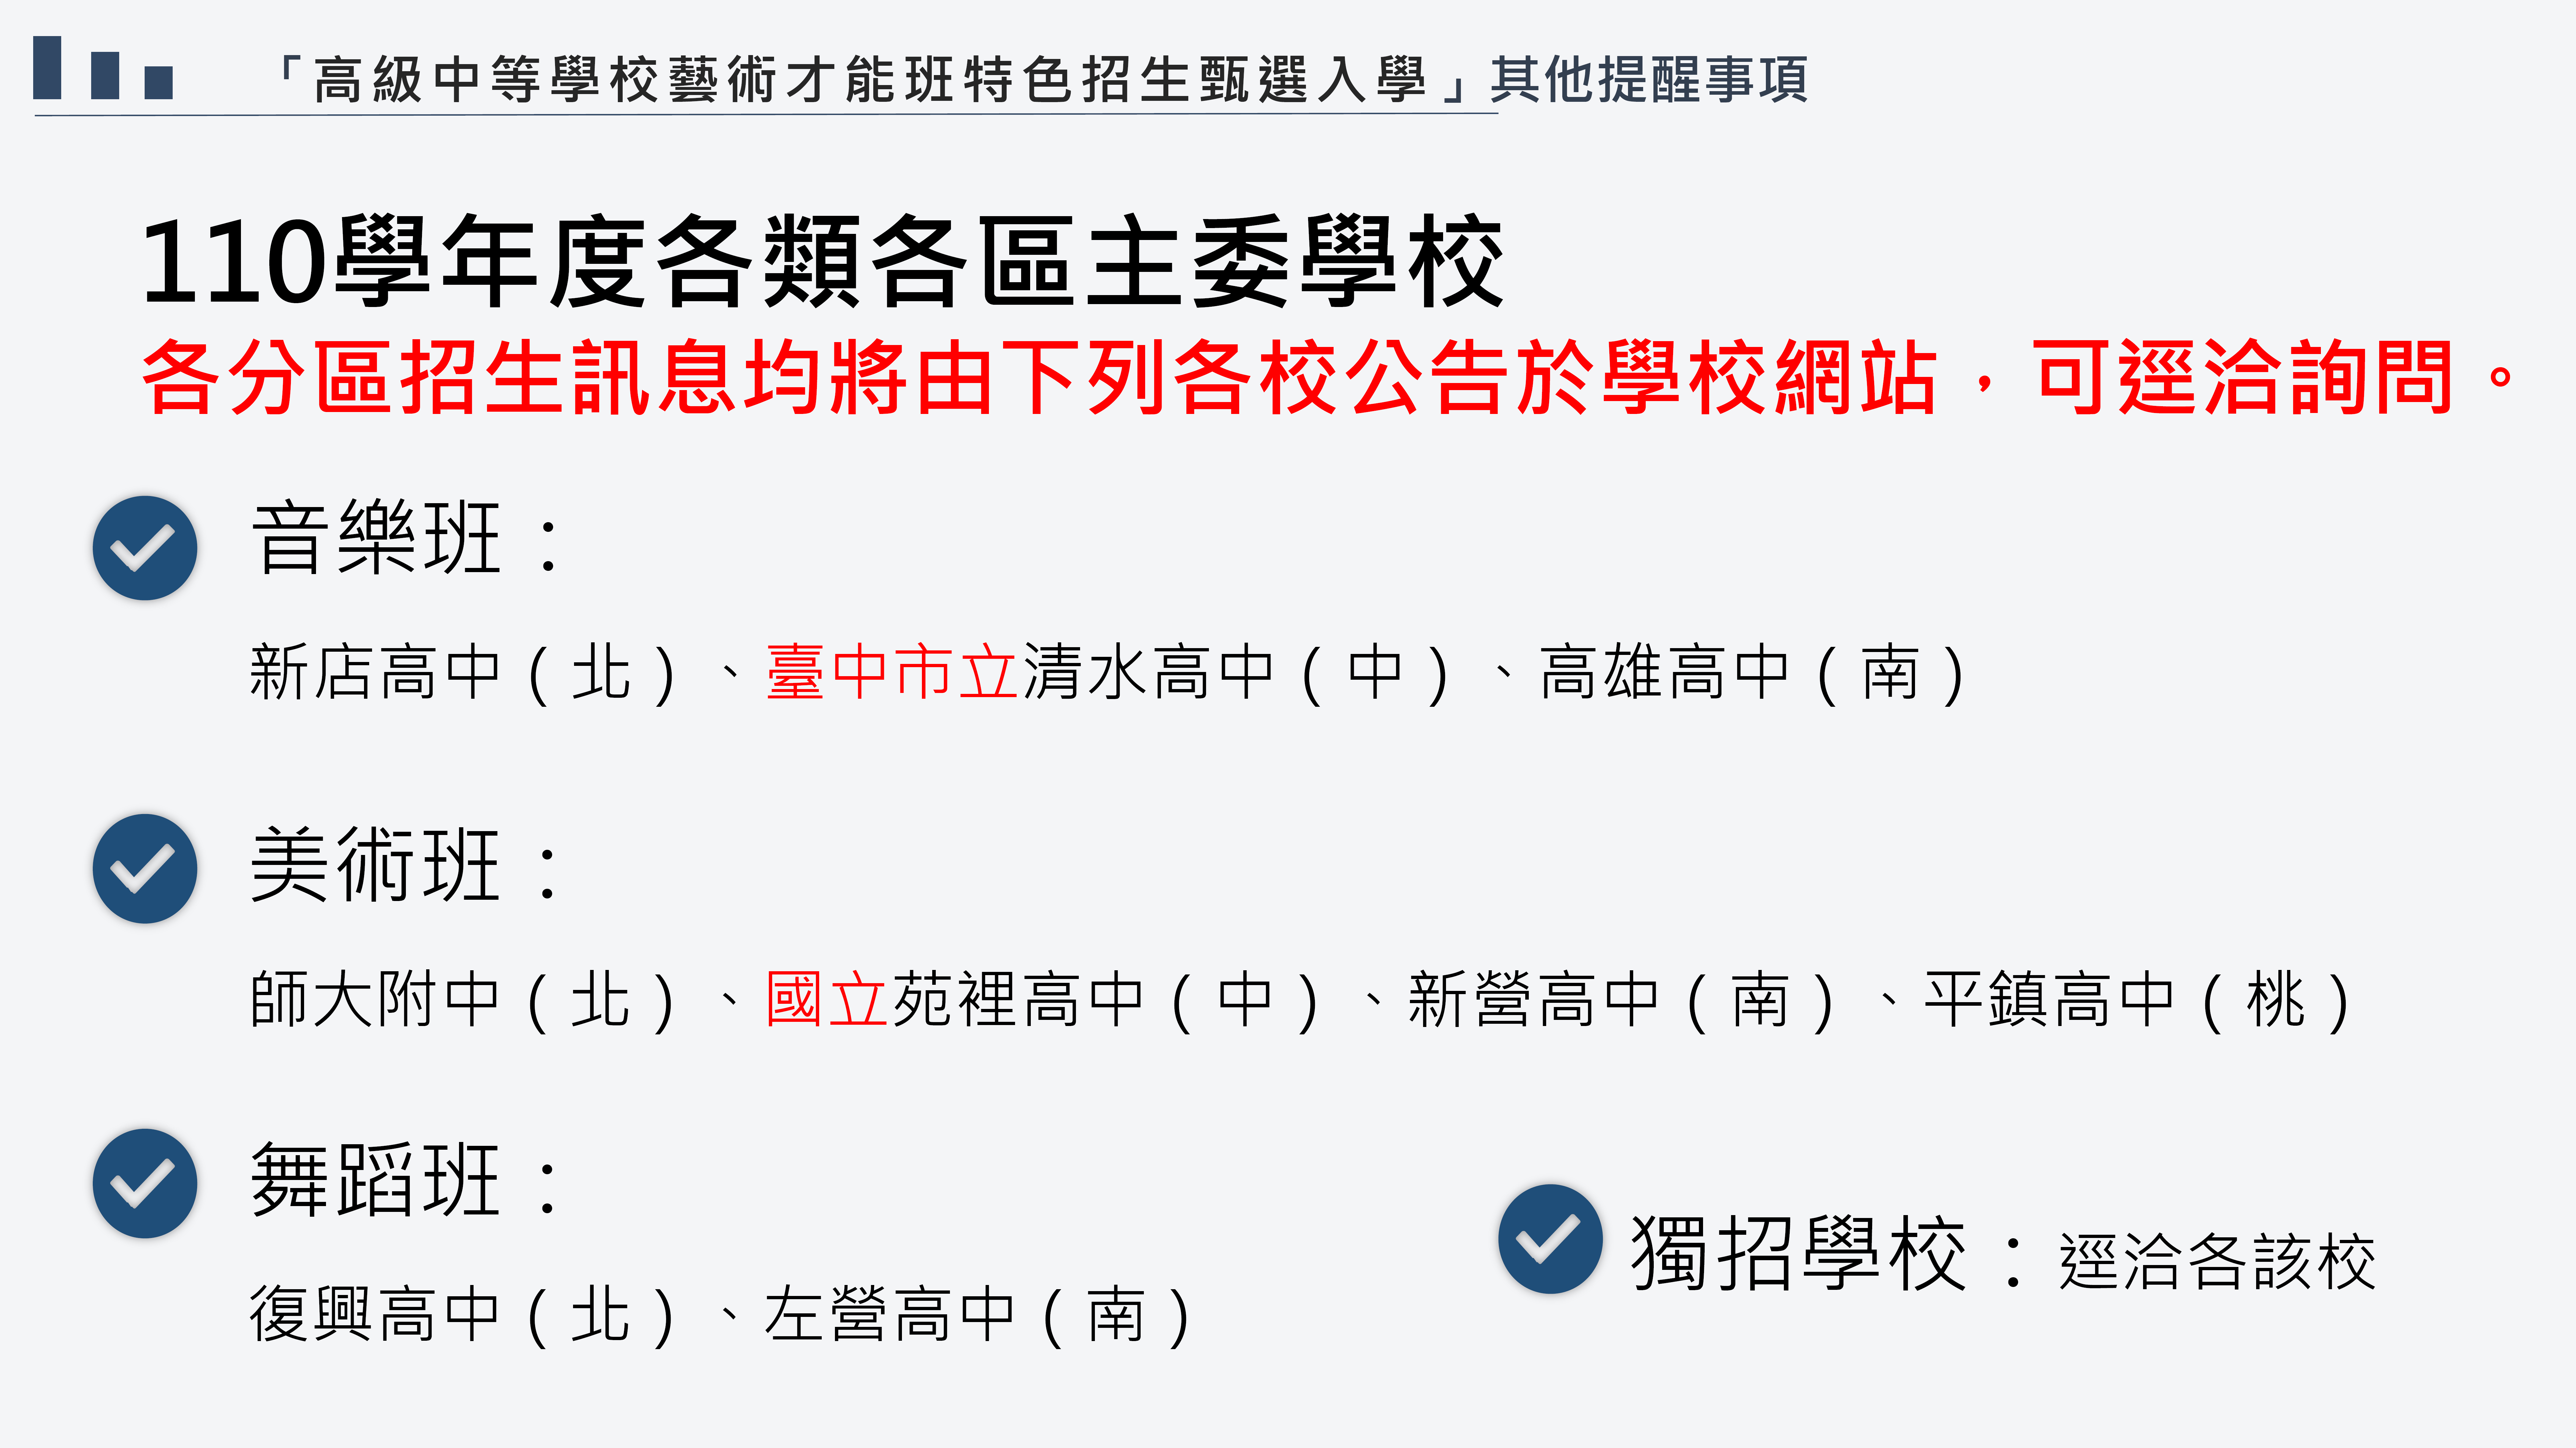 「高級中等學校藝術才能班特色招生甄選入學」其他提醒事項
110學年度各類各區主委學校
各分區招生訊息均將由下列各校公告於學校網站，可逕洽詢問。
音樂班：
新店高中(北)、臺中市立清水高中(中)、高雄高中(南)
美術班：
師大附中(北)、國立苑裡高中(中)、新營高中(南)、平鎮高中(桃)
舞蹈班：
復興高中(北)、左營高中(南)
獨招學校：逕洽各該校